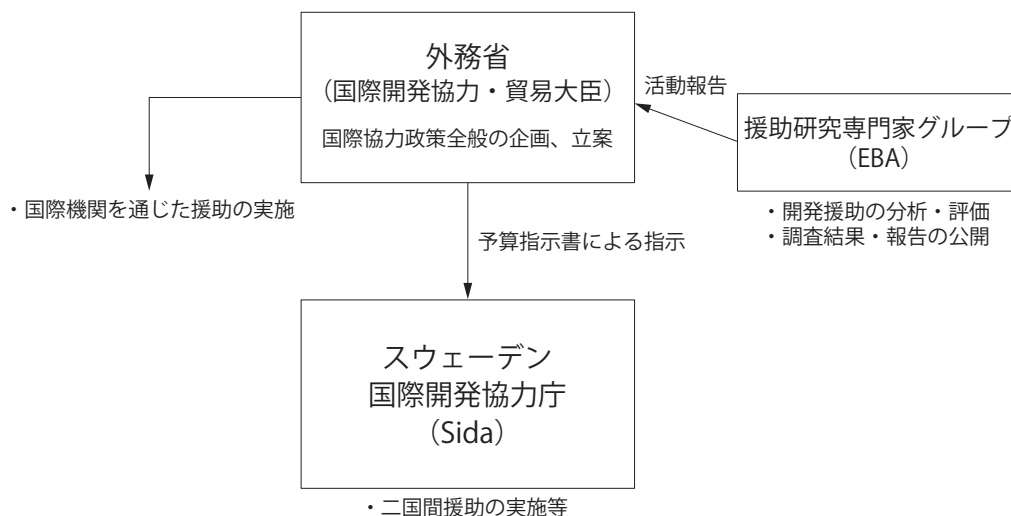 外務省
（国際開発協力・貿易大臣）
国際協力政策全般の企画、立案
活動報告
援助研究専門家グループ
（EBA）
・開発援助の分析・評価
・調査結果・報告の公開
・国際機関を通じた援助の実施
予算指示書による指示
スウェーデン
国際開発協力庁
（Sida）
・二国間援助の実施等